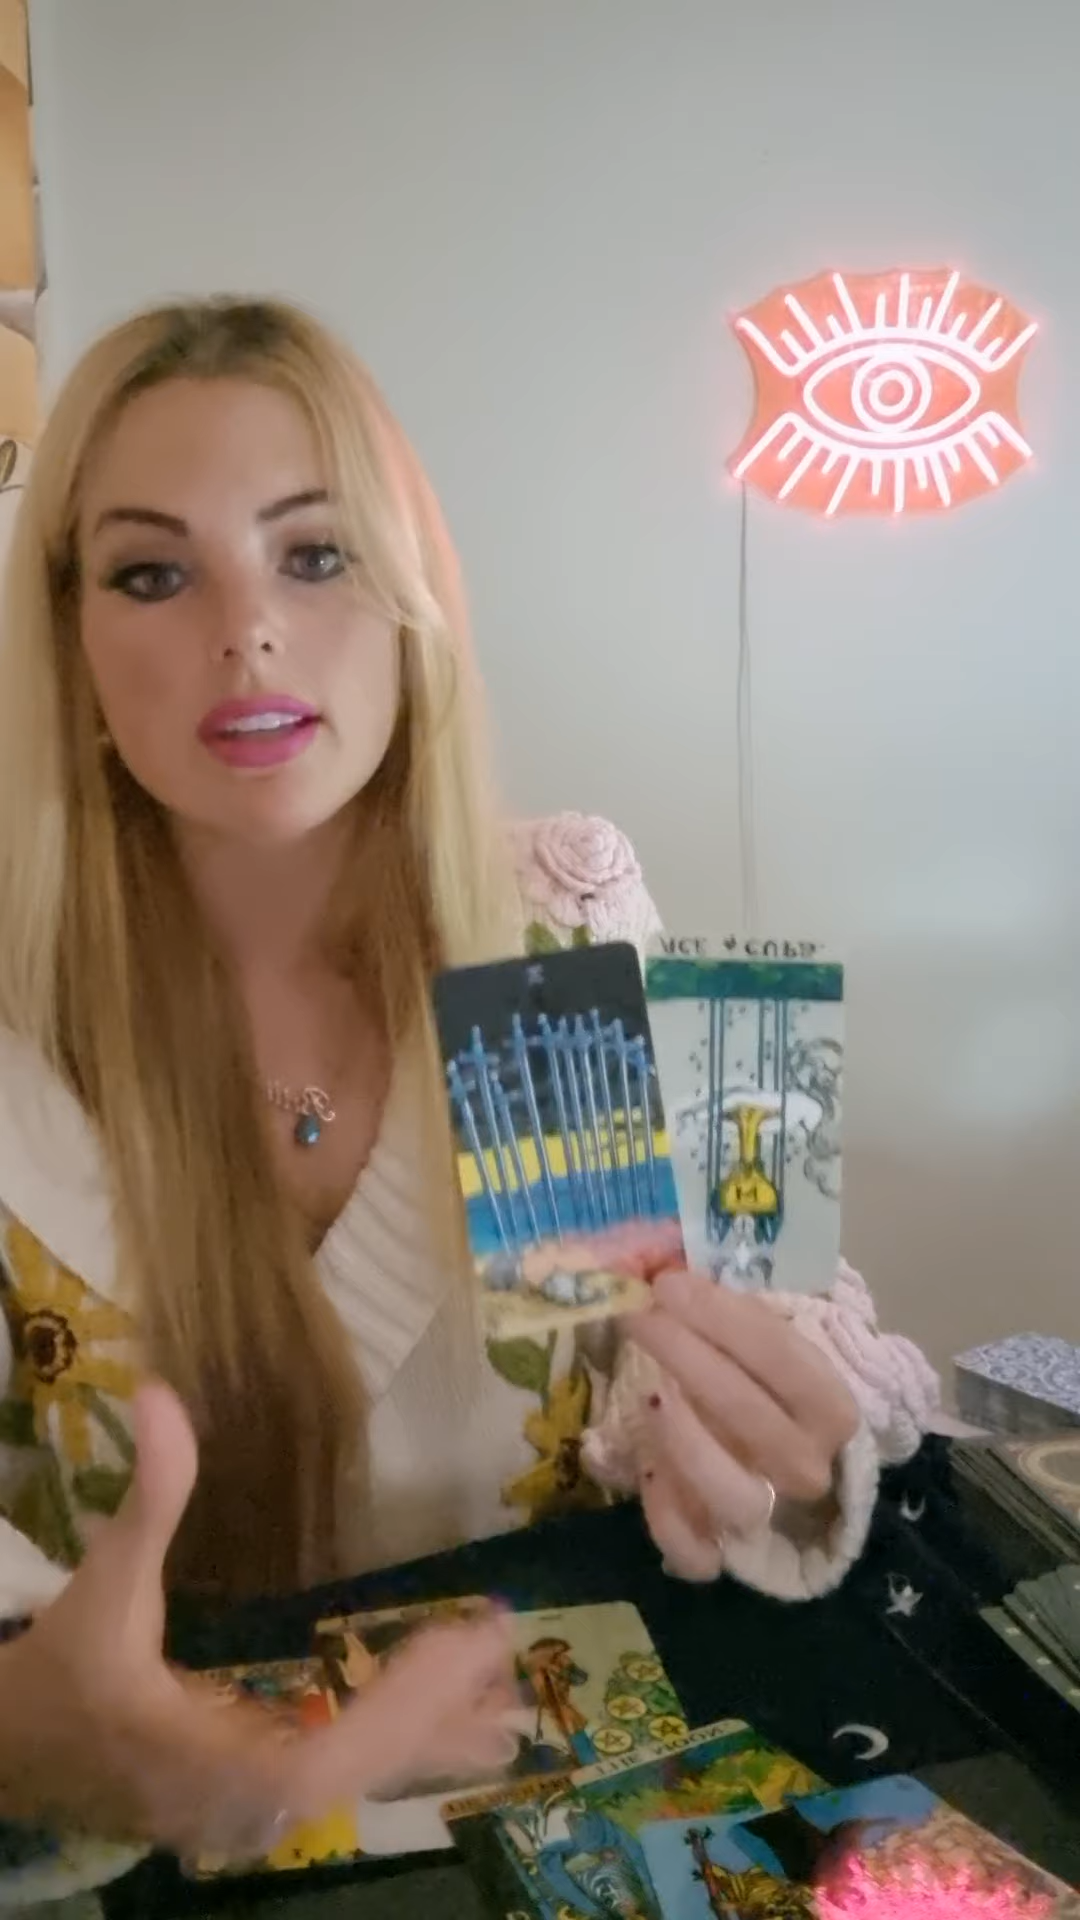 X
ACE of CUPS.
THE MOON.